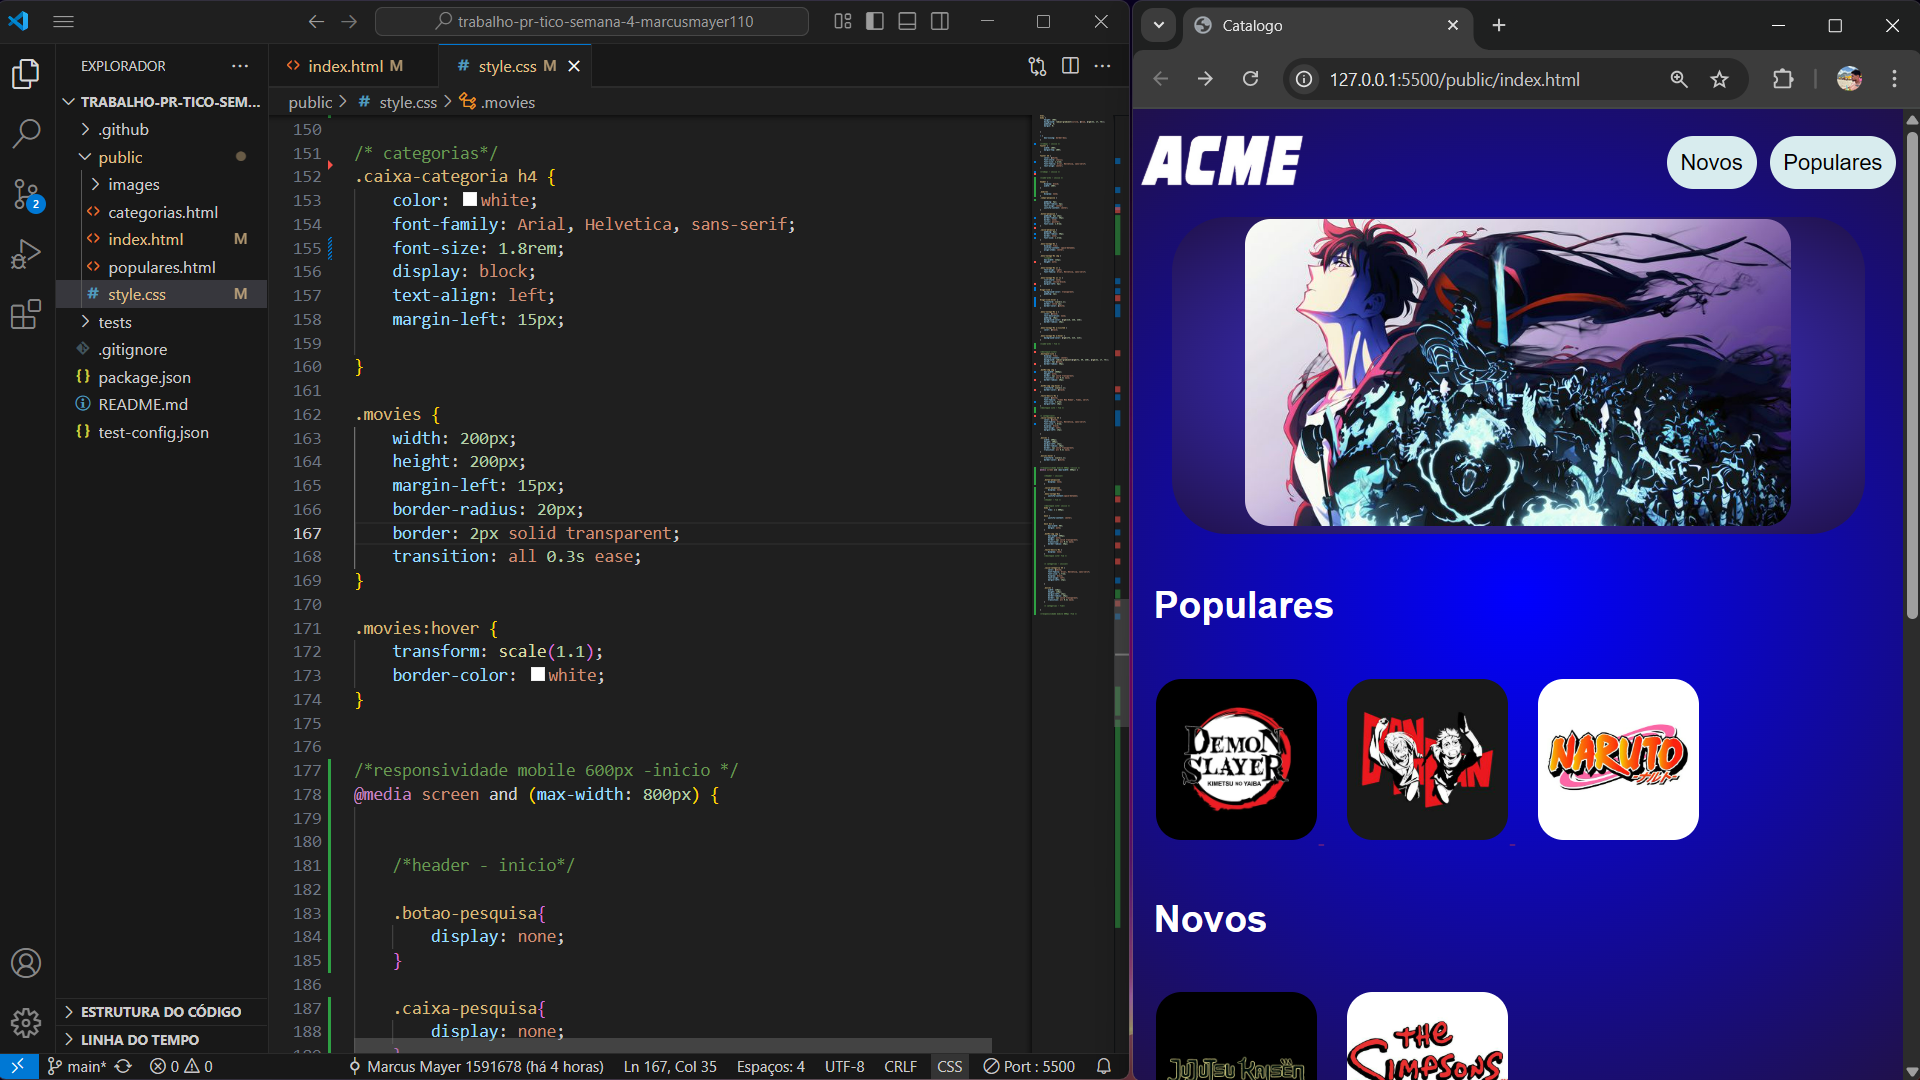 trabalho-pr-tico-semana-4-marcusmayer110
EXPLORADOR
TRABALHO-PR-TICO-SEM...
.github
public
images
categorias.html
index.html M
populares.html
style.css M
tests
.gitignore
package.json
README.md
test-config.json
ESTRUTURA DO CÓDIGO
LINHA DO TEMPO
2
index.html M
style.css M
public > # style.css > .movies
150
151 /* categorias*/
152 .caixa-categoria h4 {
153 color: white;
154 font-family: Arial, Helvetica, sans-serif;
155 font-size: 1.8rem;
156 display: block;
157 text-align: left;
158 margin-left: 15px;
159
160 }
161
162 .movies {
163 width: 200px;
164 height: 200px;
165 margin-left: 15px;
166 border-radius: 20px;
167 border: 2px solid transparent;
168 transition: all 0.3s ease;
169 }
170
171 .movies:hover {
172 transform: scale(1.1);
173 border-color: white;
174 }
175
176
177 /*responsividade mobile 600px -inicio */
178 @media screen and (max-width: 800px) {
179
180
181 /*header - inicio*/
182
183 .botao-pesquisa{
184 display: none;
185 }
186
187 .caixa-pesquisa{
188 display: none;
main* 0 0 Marcus Mayer 1591678 (há 4 horas) Ln 167, Col 35 Espaços: 4 UTF-8 CRLF CSS Port : 5500
Catalogo
127.0.0.1:5500/public/index.html
ACME
Novos
Populares
Populares
DEMON
SLAYER
KIMETSU NO YAIBA
DAN
DAN
NARUTO
ナルト
Novos
JUJUTSU KAISEN
THE
SIMPSONS